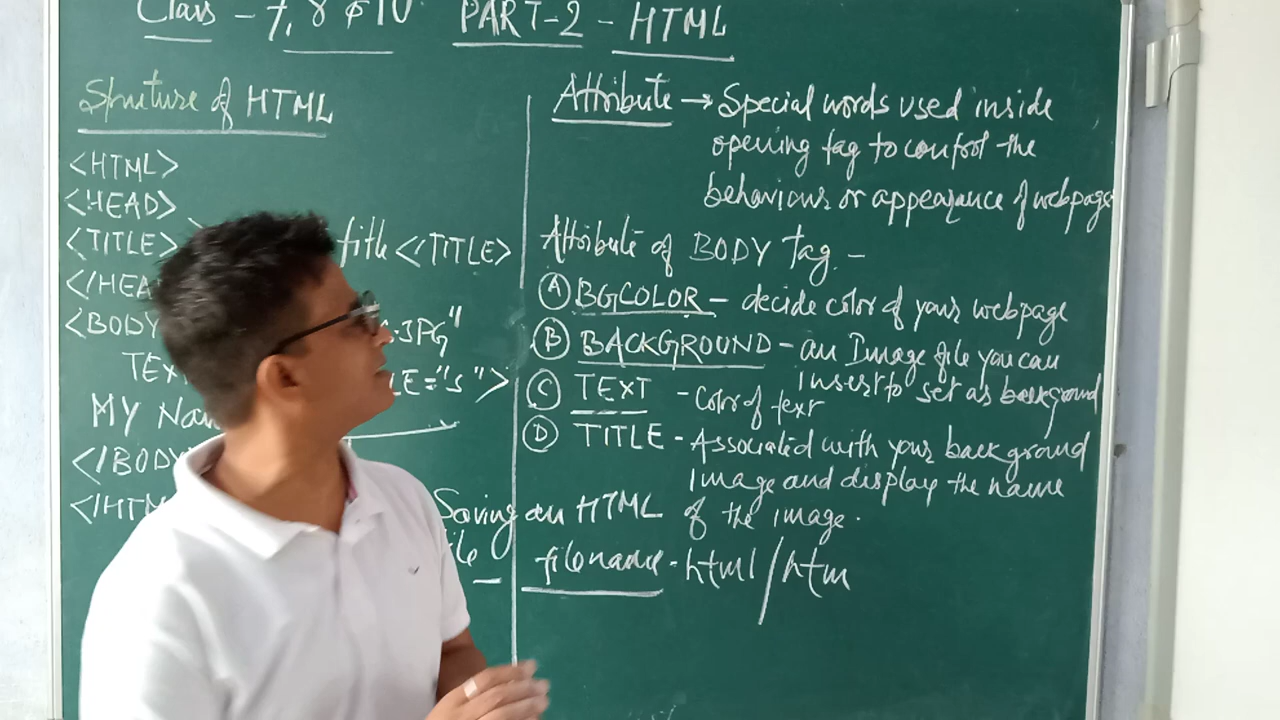 Class - 7, 8 & 10 PART-2 - HTML
Structure of HTML
<HTML>
<HEAD>
<TITLE> title </TITLE>
</HEA
<BODY .JPG"
TEX LE="S">
MY Nam
</BODY
</HTM
Attribute → Special words used inside
opening tag to control the
behaviour or appearance of webpage
Attribute of BODY tag. -
(A) BGCOLOR - decide color of your webpage
(B) BACKGROUND - an Image file you can
insert to set as background
(C) TEXT - Color of text
(D) TITLE - Associated with your background
image and display the name
of the image.
Saving an HTML
file -
filename.html/htm